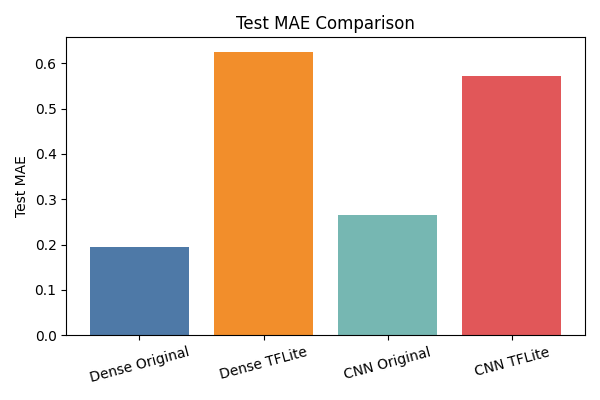 Test MAE Comparison
Test MAE
0.6
0.5
0.4
0.3
0.2
0.1
0.0
Dense Original
Dense TFLite
CNN Original
CNN TFLite